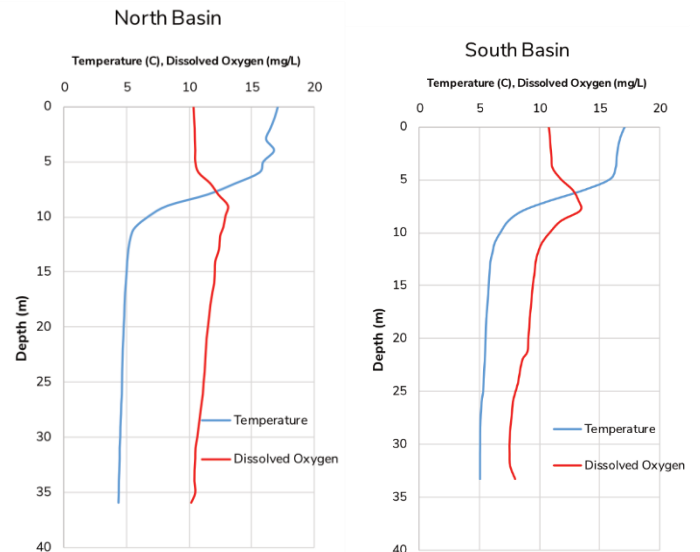 North Basin
Temperature (C), Dissolved Oxygen (mg/L)
0 5 10 15 20
0
5
10
15
20
25
30
35
40
Depth (m)
Temperature
Dissolved Oxygen
South Basin
Temperature (C), Dissolved Oxygen (mg/L)
0 5 10 15 20
0
5
10
15
20
25
30
35
40
Depth (m)
Temperature
Dissolved Oxygen